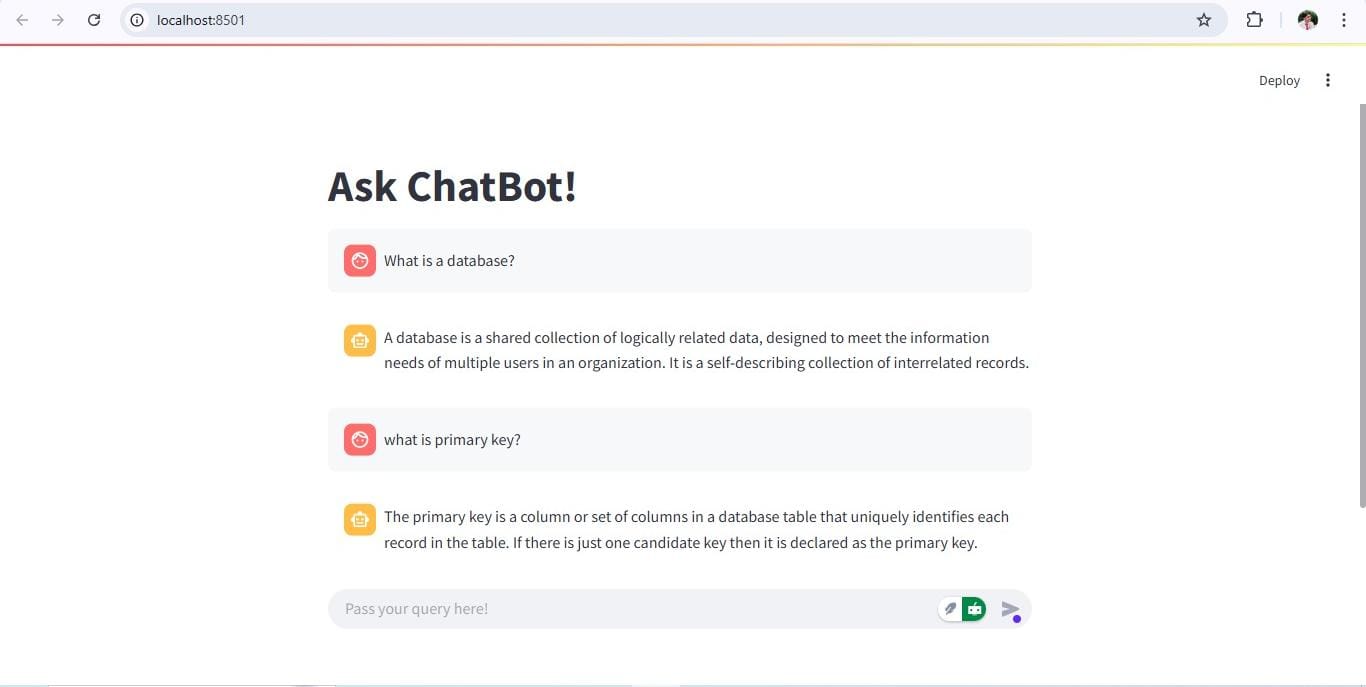 localhost:8501
Deploy
Ask ChatBot!
What is a database?
A database is a shared collection of logically related data, designed to meet the information
needs of multiple users in an organization. It is a self-describing collection of interrelated records.
what is primary key?
The primary key is a column or set of columns in a database table that uniquely identifies each
record in the table. If there is just one candidate key then it is declared as the primary key.
Pass your query here!